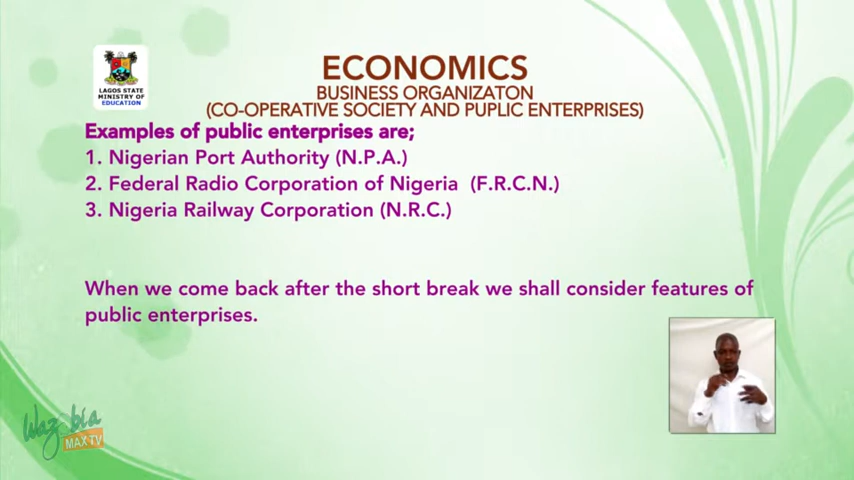 LAGOS STATE
MINISTRY OF
EDUCATION
ECONOMICS
BUSINESS ORGANIZATON
(CO-OPERATIVE SOCIETY AND PUPLIC ENTERPRISES)
Examples of public enterprises are;
1. Nigerian Port Authority (N.P.A.)
2. Federal Radio Corporation of Nigeria (F.R.C.N.)
3. Nigeria Railway Corporation (N.R.C.)
When we come back after the short break we shall consider features of
public enterprises.
Wazobia
MAX TV